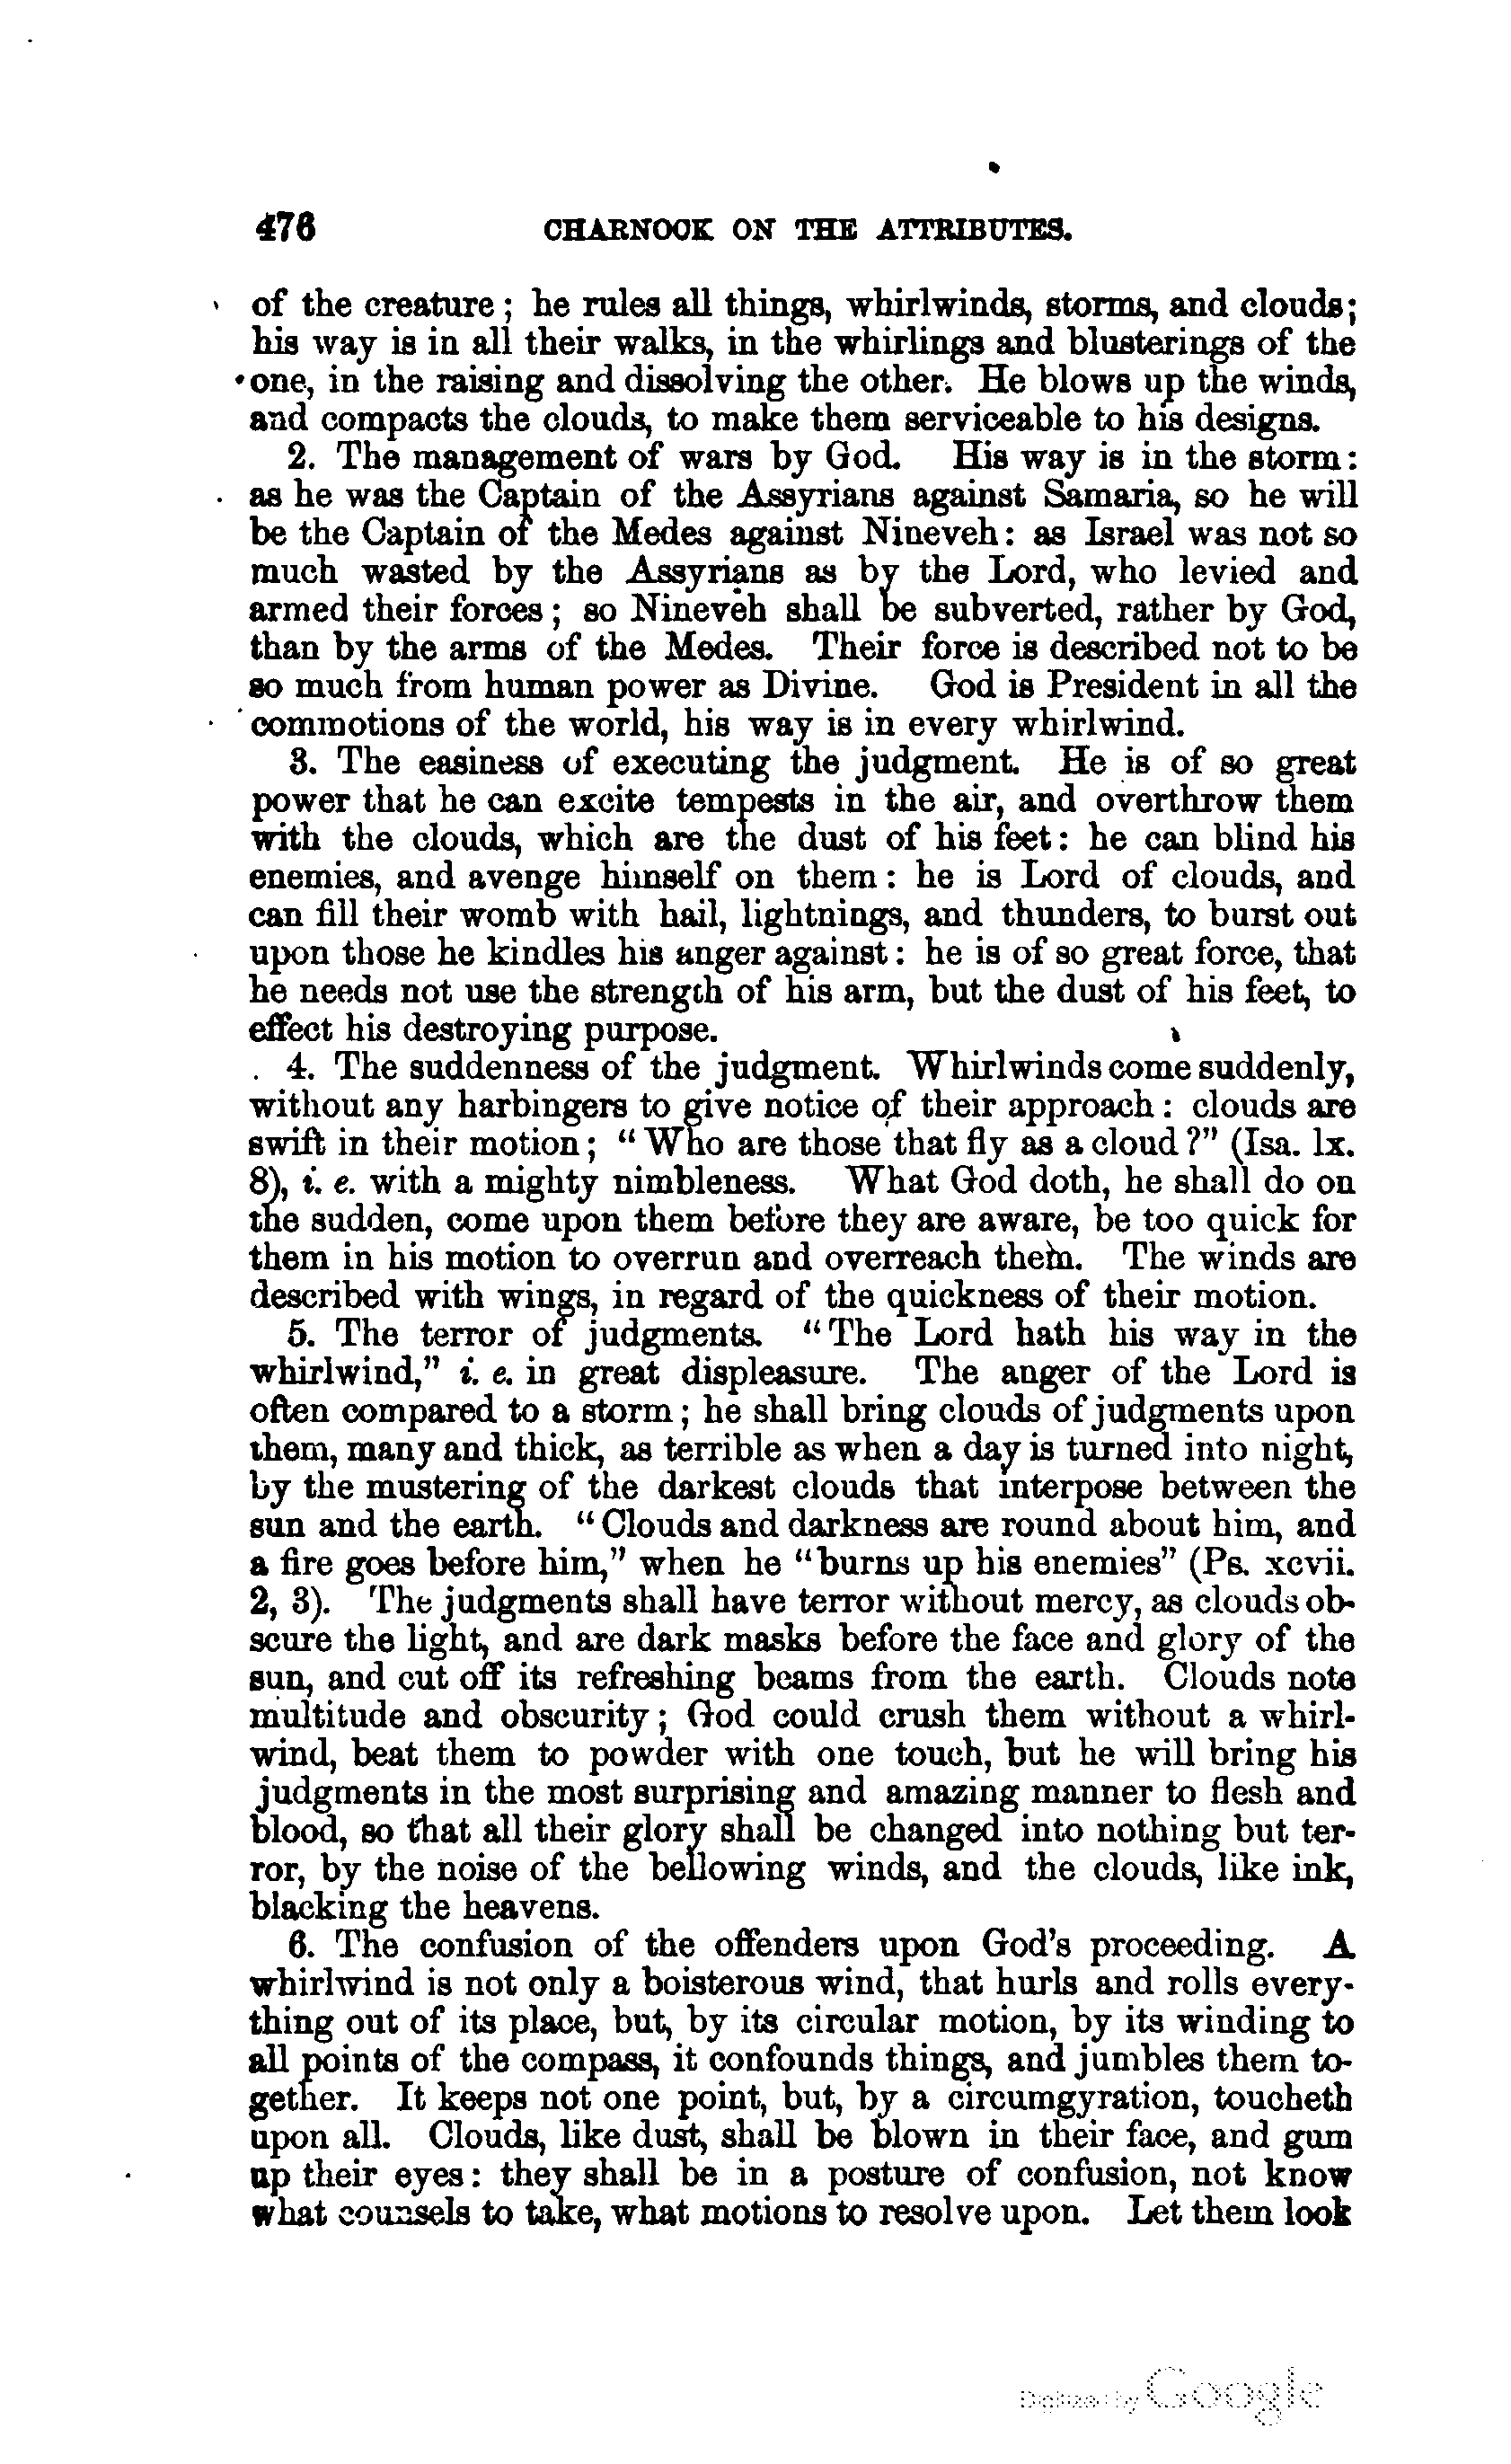 476 CHARNOCK ON THE ATTRIBUTES.
of the creature; he rules all things, whirlwinds, storms, and clouds;
his way is in all their walks, in the whirlings and blusterings of the
one, in the raising and dissolving the other. He blows up the winds,
and compacts the clouds, to make them serviceable to his designs.
2. The management of wars by God. His way is in the storm:
as he was the Captain of the Assyrians against Samaria, so he will
be the Captain of the Medes against Nineveh: as Israel was not so
much wasted by the Assyrians as by the Lord, who levied and
armed their forces; so Nineveh shall be subverted, rather by God,
than by the arms of the Medes. Their force is described not to be
so much from human power as Divine. God is President in all the
commotions of the world, his way is in every whirlwind.
3. The easiness of executing the judgment. He is of so great
power that he can excite tempests in the air, and overthrow them
with the clouds, which are the dust of his feet: he can blind his
enemies, and avenge himself on them: he is Lord of clouds, and
can fill their womb with hail, lightnings, and thunders, to burst out
upon those he kindles his anger against: he is of so great force, that
he needs not use the strength of his arm, but the dust of his feet, to
effect his destroying purpose.
4. The suddenness of the judgment. Whirlwinds come suddenly,
without any harbingers to give notice of their approach: clouds are
swift in their motion; "Who are those that fly as a cloud?" (Isa. lx.
8), i. e. with a mighty nimbleness. What God doth, he shall do on
the sudden, come upon them before they are aware, be too quick for
them in his motion to overrun and overreach them. The winds are
described with wings, in regard of the quickness of their motion.
5. The terror of judgments. "The Lord hath his way in the
whirlwind," i. e. in great displeasure. The anger of the Lord is
often compared to a storm; he shall bring clouds of judgments upon
them, many and thick, as terrible as when a day is turned into night,
by the mustering of the darkest clouds that interpose between the
sun and the earth. "Clouds and darkness are round about him, and
a fire goes before him," when he "burns up his enemies" (Ps. xcvii.
2, 3). The judgments shall have terror without mercy, as clouds ob-
scure the light, and are dark masks before the face and glory of the
sun, and cut off its refreshing beams from the earth. Clouds note
multitude and obscurity; God could crush them without a whirl-
wind, beat them to powder with one touch, but he will bring his
judgments in the most surprising and amazing manner to flesh and
blood, so that all their glory shall be changed into nothing but ter-
ror, by the noise of the bellowing winds, and the clouds, like ink,
blacking the heavens.
6. The confusion of the offenders upon God's proceeding. A
whirlwind is not only a boisterous wind, that hurls and rolls every-
thing out of its place, but, by its circular motion, by its winding to
all points of the compass, it confounds things, and jumbles them to-
gether. It keeps not one point, but, by a circumgyration, toucheth
upon all. Clouds, like dust, shall be blown in their face, and gum
up their eyes: they shall be in a posture of confusion, not know
what counsels to take, what motions to resolve upon. Let them look
Digitized by Google